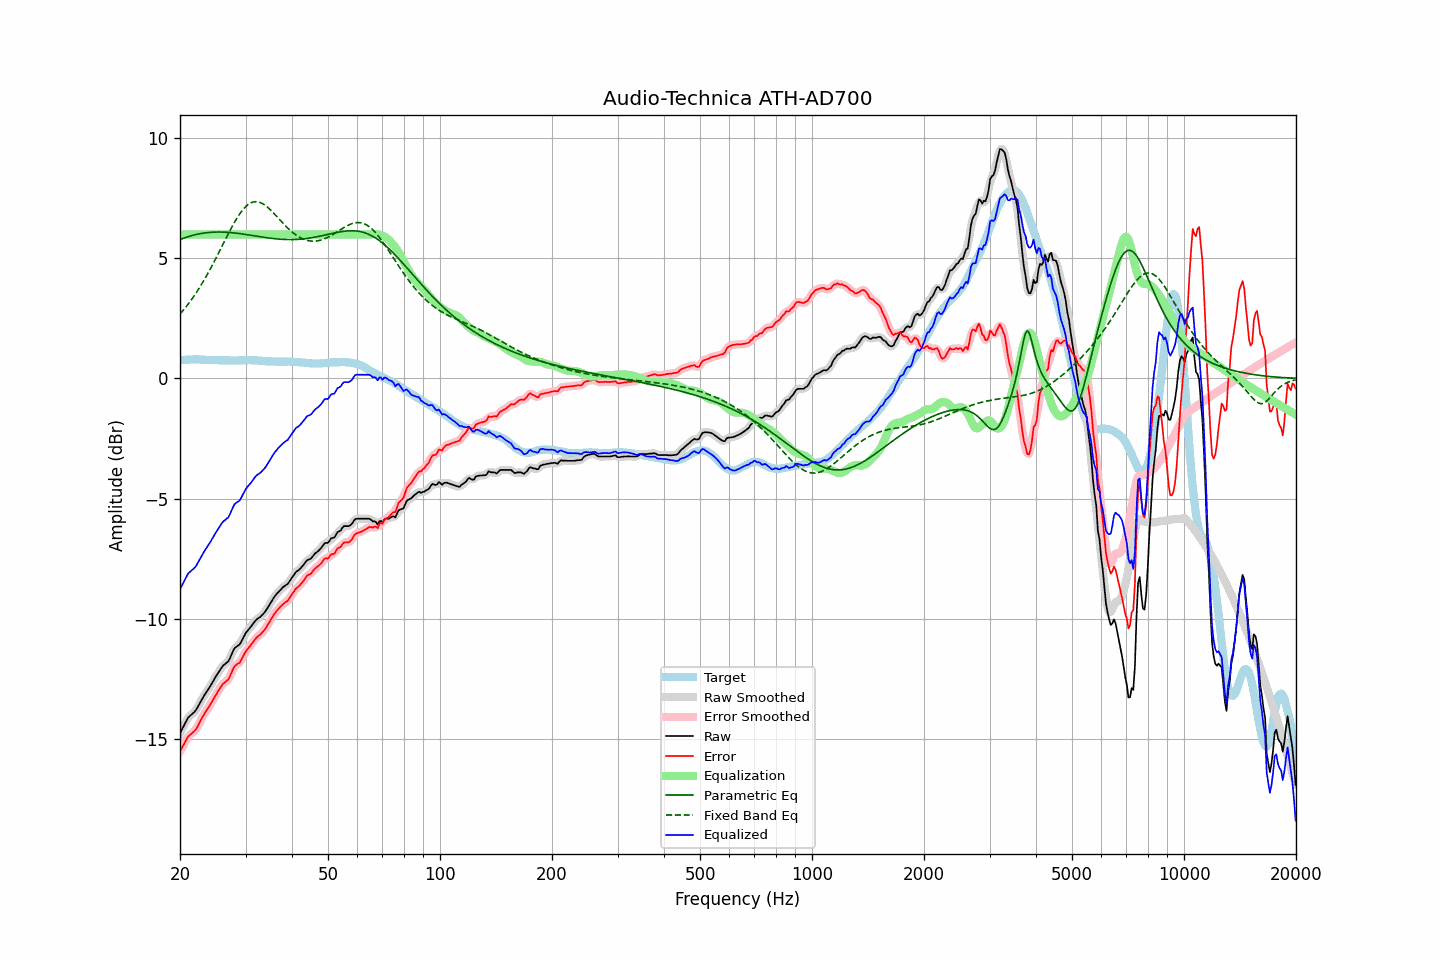 Audio-Technica ATH-AD700
Amplitude (dBr)
10
5
0
−5
−10
−15
Target
Raw Smoothed
Error Smoothed
Raw
Error
Equalization
Parametric Eq
Fixed Band Eq
Equalized
20 50 100 200 500 1000 2000 5000 10000 20000
Frequency (Hz)